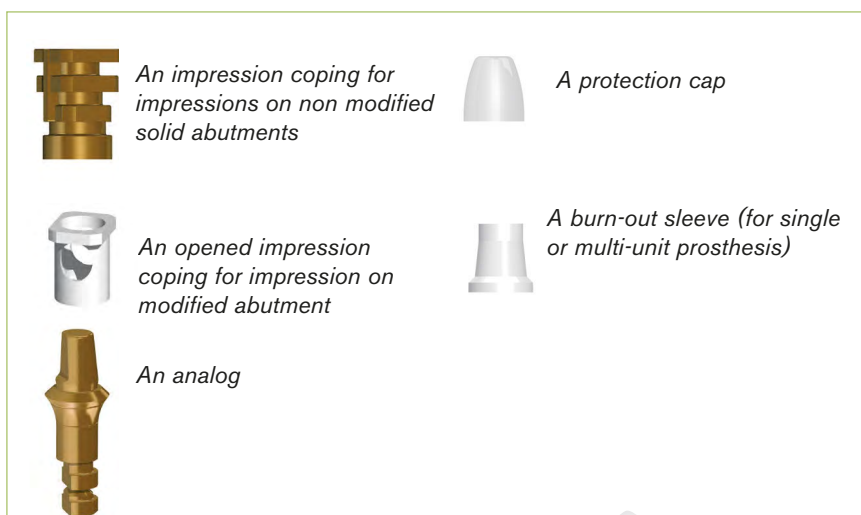 An impression coping for
impressions on non modified
solid abutments
A protection cap
An opened impression
coping for impression on
modified abutment
A burn-out sleeve (for single
or multi-unit prosthesis)
An analog